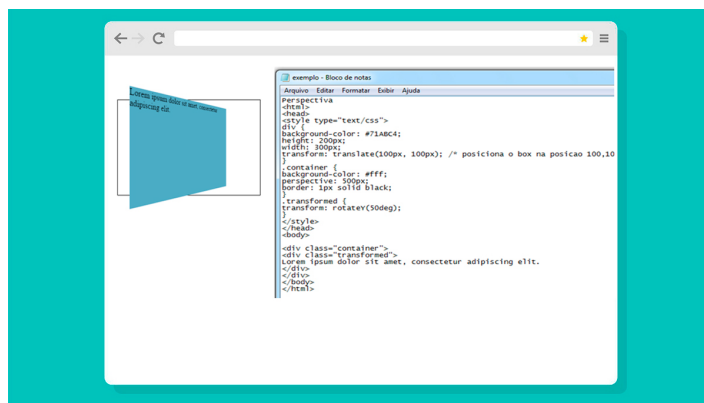 Lorem ipsum dolor sit amet, consectetur
adipiscing elit.
exemplo - Bloco de notas
Arquivo Editar Formatar Exibir Ajuda
Perspectiva
<html>
<head>
<style type="text/css">
div {
background-color: #71ABC4;
height: 200px;
width: 300px;
transform: translate(100px, 100px); /* posiciona o box na posicao 100,10
}
.container {
background-color: #fff;
perspective: 500px;
border: 1px solid black;
}
.transformed {
transform: rotateY(50deg);
}
</style>
</head>
<body>
<div class="container">
<div class="transformed">
Lorem ipsum dolor sit amet, consectetur adipiscing elit.
</div>
</div>
</body>
</html>